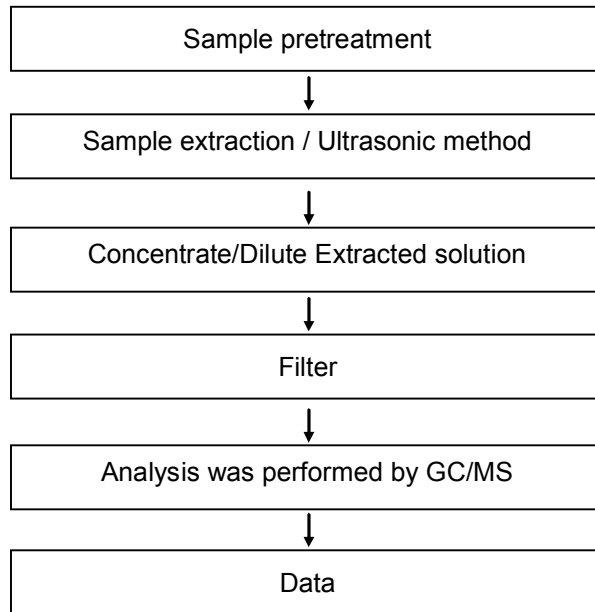 Sample pretreatment
Sample extraction / Ultrasonic method
Concentrate/Dilute Extracted solution
Filter
Analysis was performed by GC/MS
Data